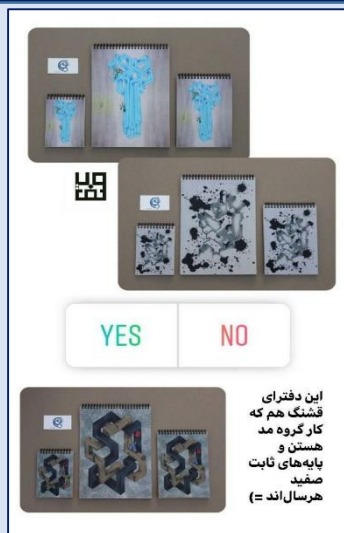 YES
NO
این دفترای
قشنگ هم که
کار گروه مد
هستن و
پایه‌های ثابت
صفید
هرسال‌اند =)